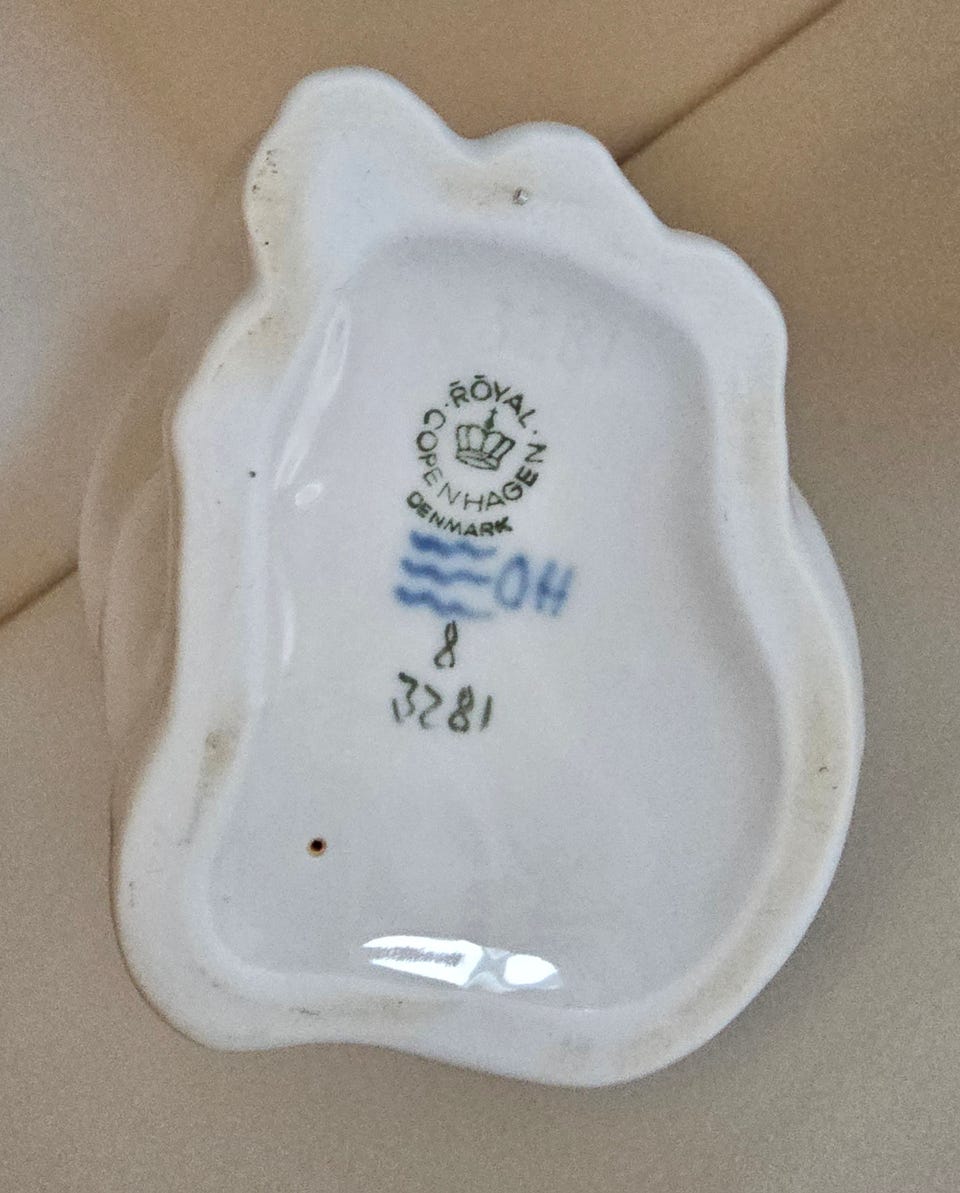 ROYAL
COPENHAGEN
DENMARK
OH
8
3281